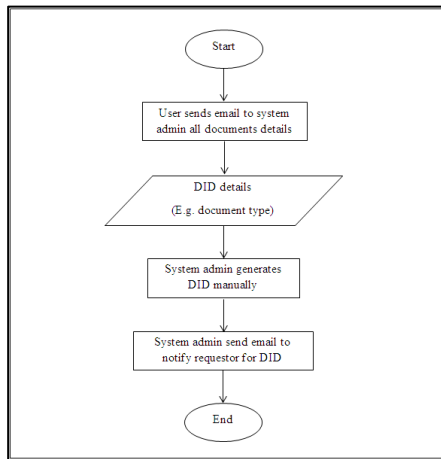 Start
User sends email to system
admin all documents details
DID details
(E.g. document type)
System admin generates
DID manually
System admin send email to
notify requestor for DID
End